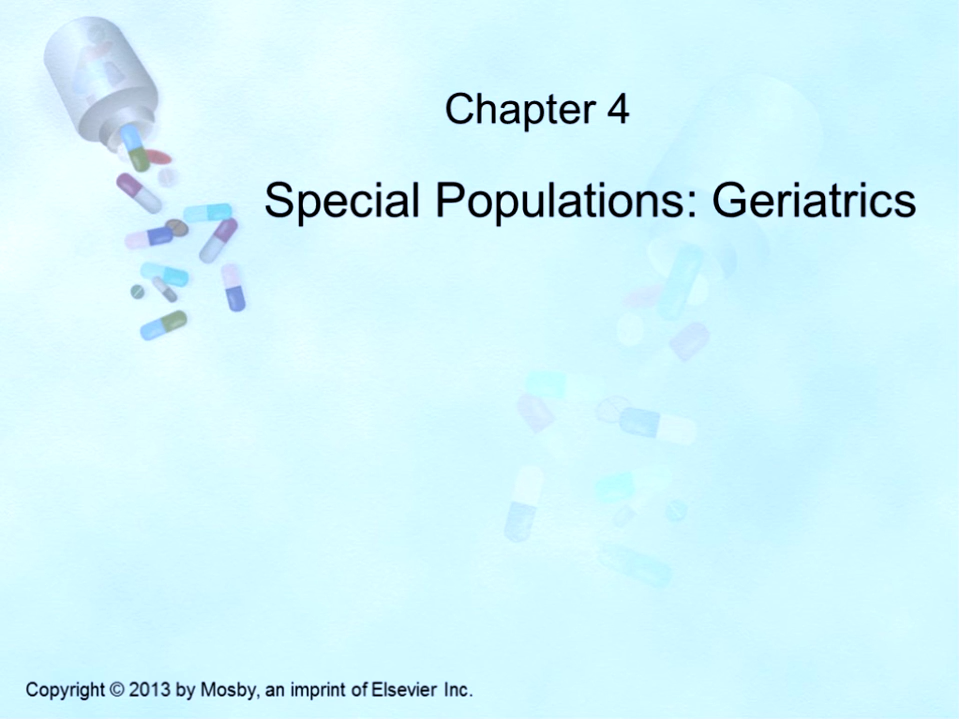 Chapter 4
Special Populations: Geriatrics
Copyright © 2013 by Mosby, an imprint of Elsevier Inc.